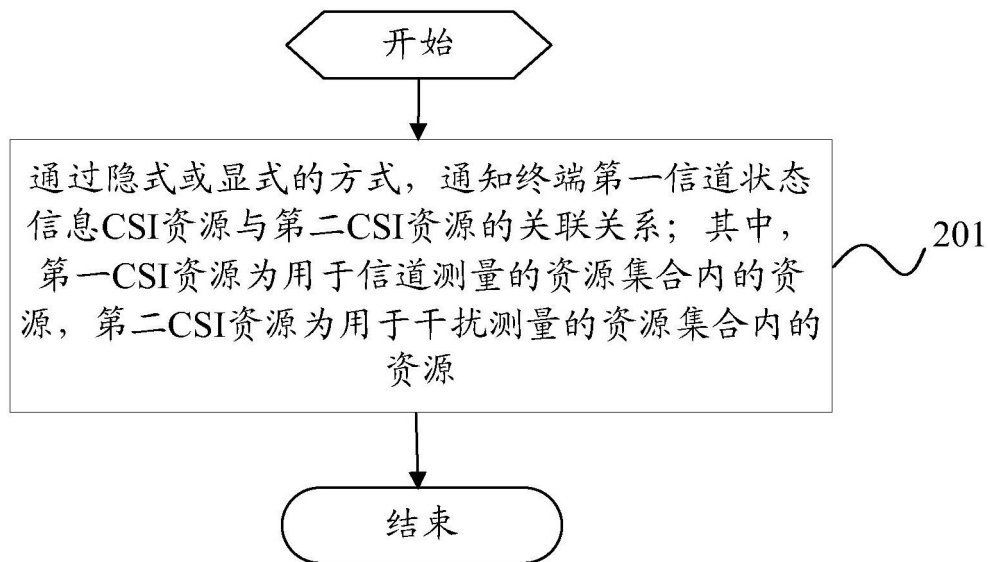 开始
通过隐式或显式的方式，通知终端第一信道状态
信息CSI资源与第二CSI资源的关联关系；其中，
第一CSI资源为用于信道测量的资源集合内的资
源，第二CSI资源为用于干扰测量的资源集合内的
资源
201
结束